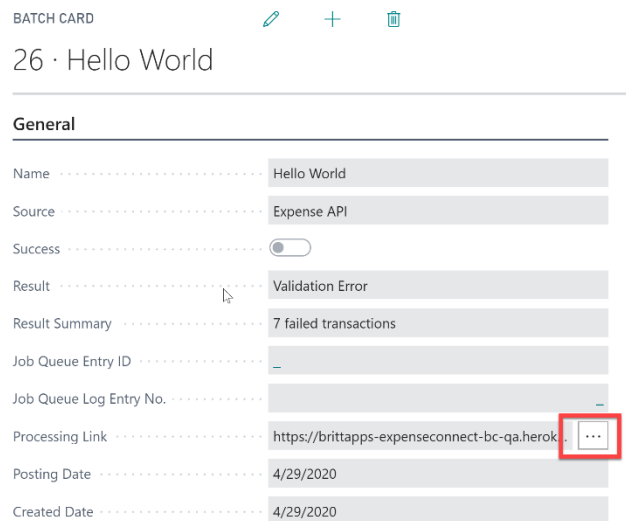 BATCH CARD
26 · Hello World
General
Name Hello World
Source Expense API
Success
Result Validation Error
Result Summary 7 failed transactions
Job Queue Entry ID _
Job Queue Log Entry No. _
Processing Link https://brittapps-expenseconnect-bc-qa.herok... ...
Posting Date 4/29/2020
Created Date 4/29/2020